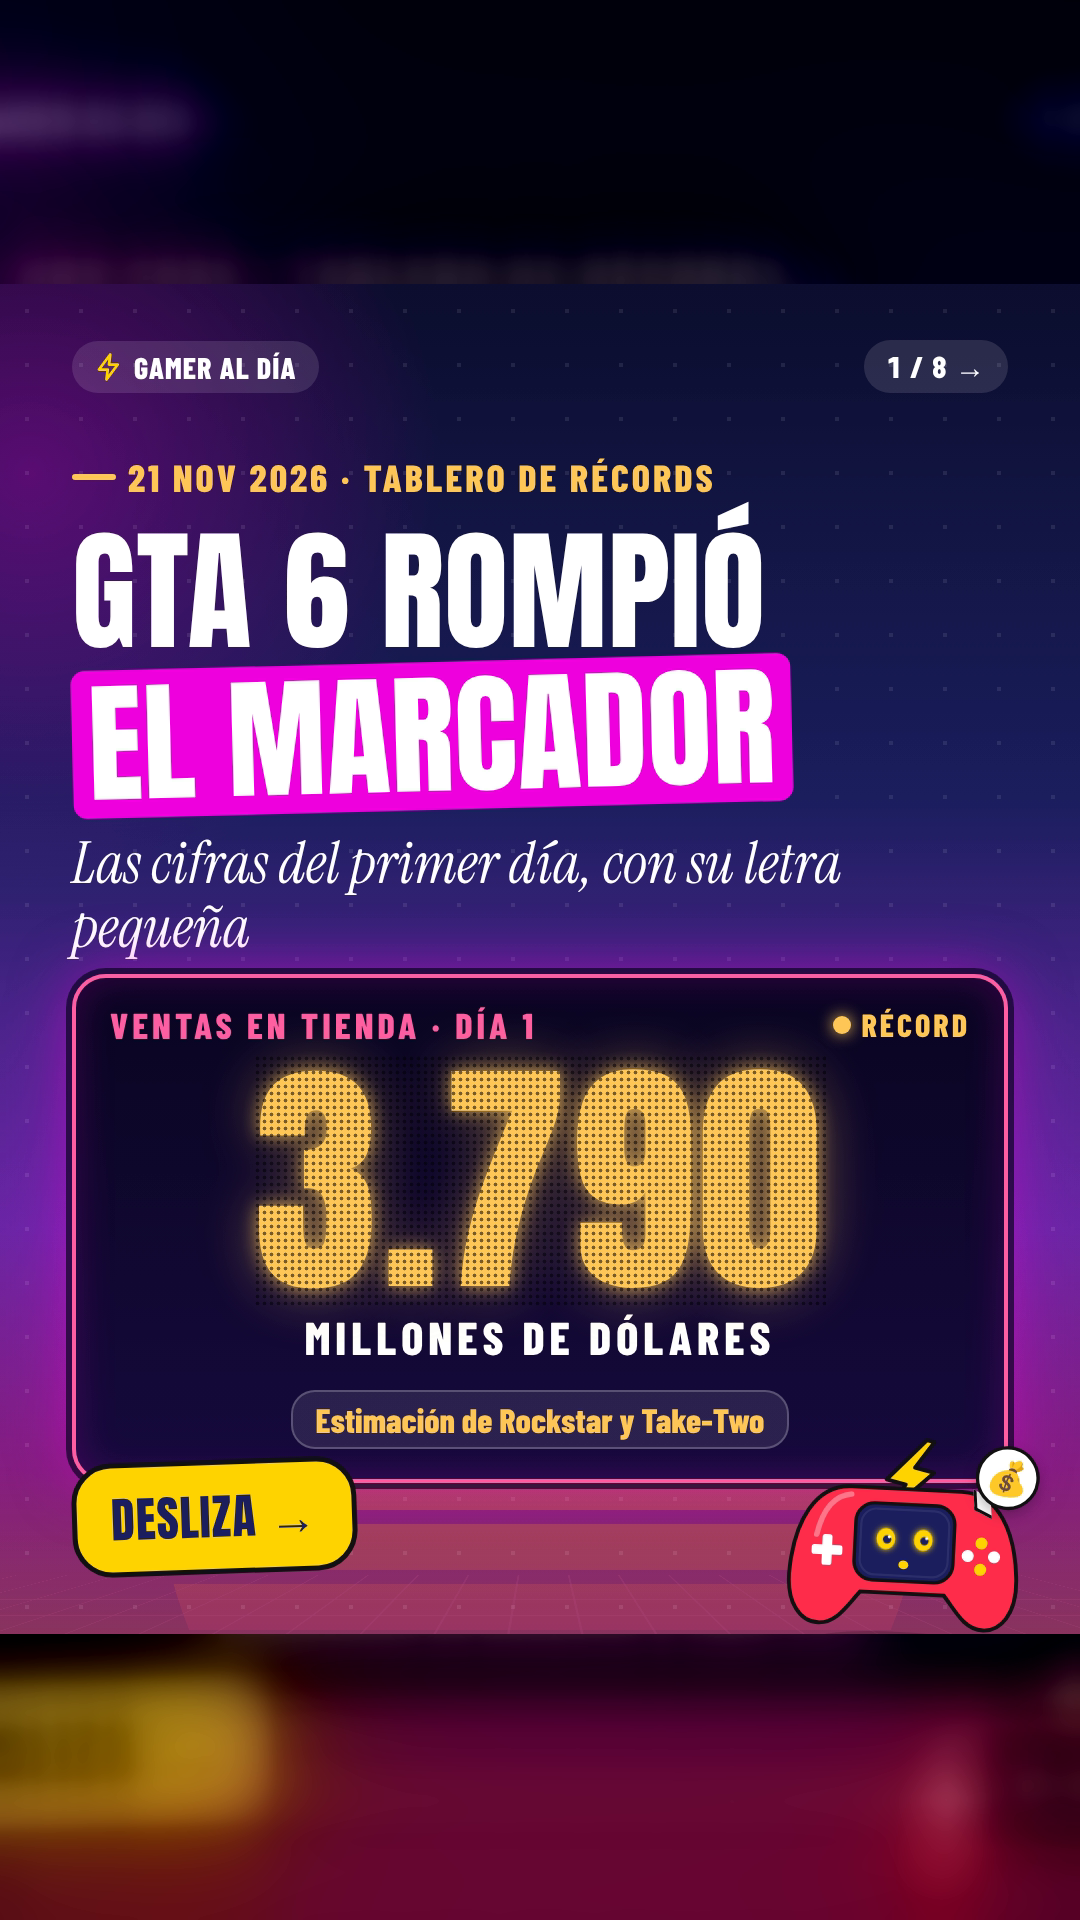 GAMER AL DÍA
1 / 8 →
21 NOV 2026 · TABLERO DE RÉCORDS
GTA 6 ROMPIÓ
EL MARCADOR
Las cifras del primer día, con su letra
pequeña
VENTAS EN TIENDA · DÍA 1
RÉCORD
3.790
MILLONES DE DÓLARES
Estimación de Rockstar y Take-Two
DESLIZA →